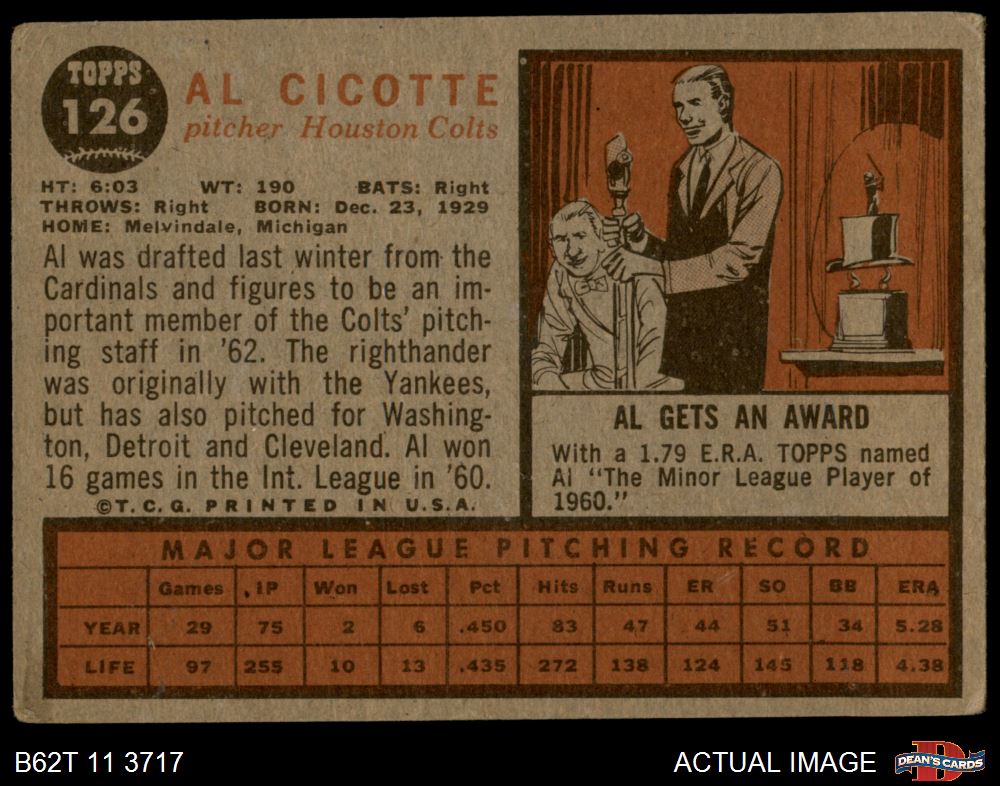 TOPPS
126
AL CICOTTE
pitcher Houston Colts
HT: 6:03 WT: 190 BATS: Right
THROWS: Right BORN: Dec. 23, 1929
HOME: Melvindale, Michigan
Al was drafted last winter from the
Cardinals and figures to be an im-
portant member of the Colts' pitch-
ing staff in '62. The righthander
was originally with the Yankees,
but has also pitched for Washing-
ton, Detroit and Cleveland. Al won
16 games in the Int. League in '60.
©T.C.G. PRINTED IN U.S.A.
AL GETS AN AWARD
With a 1.79 E.R.A. TOPPS named
Al "The Minor League Player of
1960."
MAJOR LEAGUE PITCHING RECORD
Games IP Won Lost Pct Hits Runs ER SO BB ERA
YEAR 29 75 2 6 .450 83 47 44 51 34 5.28
LIFE 97 255 10 13 .435 272 138 124 145 118 4.38
B62T 11 3717
ACTUAL IMAGE
DEAN'S CARDS